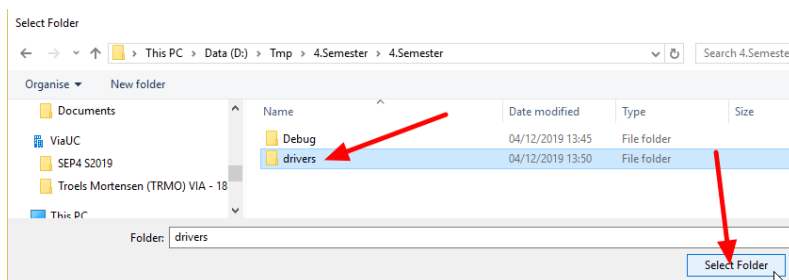 Select Folder
This PC > Data (D:) > Tmp > 4.Semester > 4.Semester
Search 4.Semeste
Organise New folder
Documents
ViaUC
SEP4 S2019
Troels Mortensen (TRMO) VIA - 18
This PC
Name Date modified Type Size
Debug 04/12/2019 13:45 File folder
drivers 04/12/2019 13:50 File folder
Folder: drivers
Select Folder